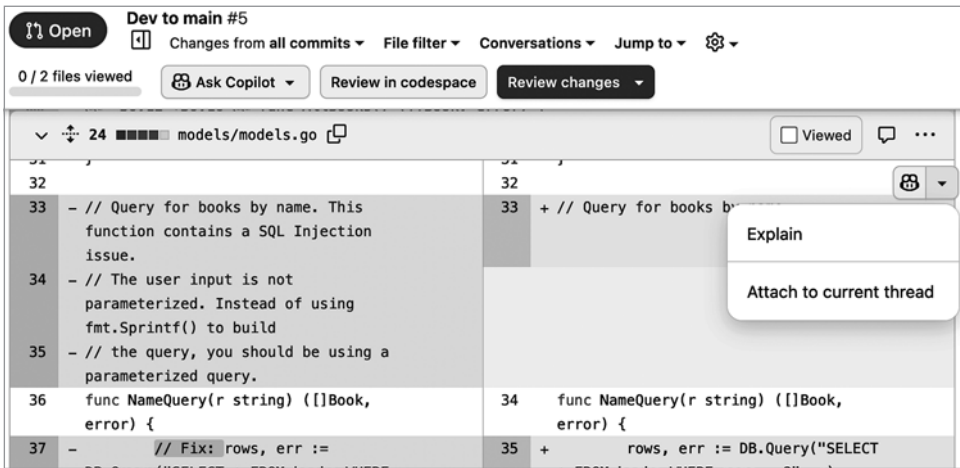 Open
Dev to main #5
Changes from all commits
File filter
Conversations
Jump to
0 / 2 files viewed
Ask Copilot
Review in codespace
Review changes
24
models/models.go
Viewed
32
33 - // Query for books by name. This
function contains a SQL Injection
issue.
34 - // The user input is not
parameterized. Instead of using
fmt.Sprintf() to build
35 - // the query, you should be using a
parameterized query.
36 func NameQuery(r string) ([]Book,
error) {
37 - // Fix: rows, err :=
32
33 + // Query for books by
Explain
Attach to current thread
34 func NameQuery(r string) ([]Book,
error) {
35 + rows, err := DB.Query("SELECT